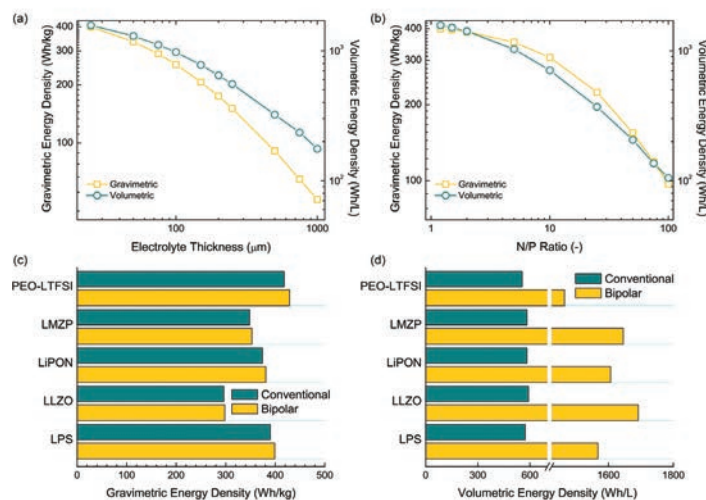 (a)
400
300
200
100
Gravimetric Energy Density (Wh/kg)
10³
10²
Volumetric Energy Density (Wh/L)
Gravimetric
Volumetric
100
1000
Electrolyte Thickness (μm)
(b)
400
300
200
100
Gravimetric Energy Density (Wh/kg)
10³
10²
Volumetric Energy Density (Wh/L)
Gravimetric
Volumetric
1
10
100
N/P Ratio (-)
(c)
PEO-LTFSI
LMZP
LiPON
LLZO
LPS
Conventional
Bipolar
0 100 200 300 400 500
Gravimetric Energy Density (Wh/kg)
(d)
PEO-LTFSI
LMZP
LiPON
LLZO
LPS
Conventional
Bipolar
0 300 600 1600 1800
Volumetric Energy Density (Wh/L)